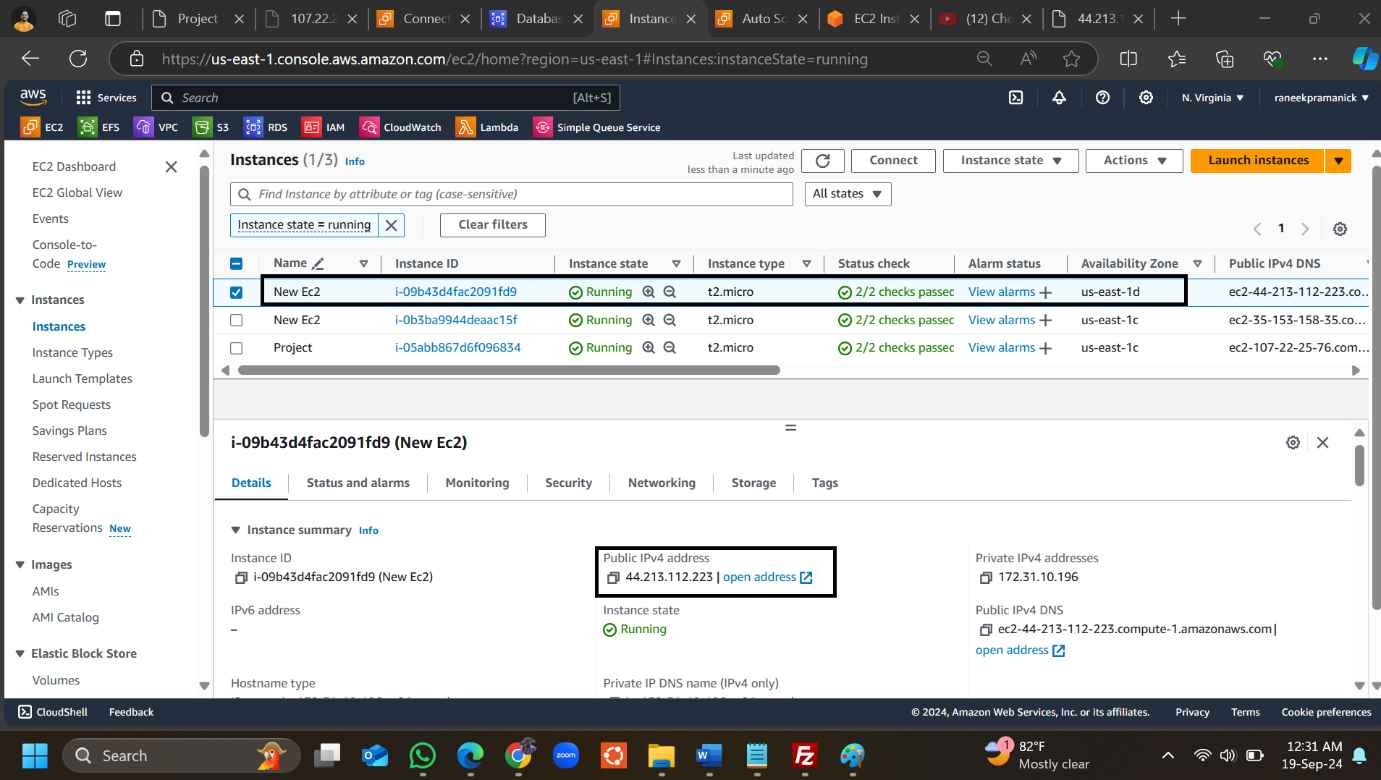 Project
107.22.2
Connect
Databas
Instance
Auto Sc
EC2 Inst
(12) Che
44.213.1
https://us-east-1.console.aws.amazon.com/ec2/home?region=us-east-1#Instances:instanceState=running
aws Services Search [Alt+S] N. Virginia raneekpramanick
EC2 EFS VPC S3 RDS IAM CloudWatch Lambda Simple Queue Service
EC2 Dashboard
EC2 Global View
Events
Console-to-
Code Preview
Instances
Instances
Instance Types
Launch Templates
Spot Requests
Savings Plans
Reserved Instances
Dedicated Hosts
Capacity
Reservations New
Images
AMIs
AMI Catalog
Elastic Block Store
Volumes
Instances (1/3) Info
Last updated
less than a minute ago
Connect Instance state Actions Launch instances
Find Instance by attribute or tag (case-sensitive) All states
Instance state = running Clear filters 1
Name Instance ID Instance state Instance type Status check Alarm status Availability Zone Public IPv4 DNS
New Ec2 i-09b43d4fac2091fd9 Running t2.micro 2/2 checks passed View alarms us-east-1d ec2-44-213-112-223.co...
New Ec2 i-0b3ba9944deaac15f Running t2.micro 2/2 checks passed View alarms us-east-1c ec2-35-153-158-35.co...
Project i-05abb867d6f096834 Running t2.micro 2/2 checks passed View alarms us-east-1c ec2-107-22-25-76.com...
i-09b43d4fac2091fd9 (New Ec2)
Details Status and alarms Monitoring Security Networking Storage Tags
Instance summary Info
Instance ID
i-09b43d4fac2091fd9 (New Ec2)
Public IPv4 address
44.213.112.223 | open address
Private IPv4 addresses
172.31.10.196
IPv6 address
–
Instance state
Running
Public IPv4 DNS
ec2-44-213-112-223.compute-1.amazonaws.com |
open address
Hostname type
Private IP DNS name (IPv4 only)
CloudShell Feedback © 2024, Amazon Web Services, Inc. or its affiliates. Privacy Terms Cookie preferences
Search
zoom
1
82°F
Mostly clear
12:31 AM
19-Sep-24